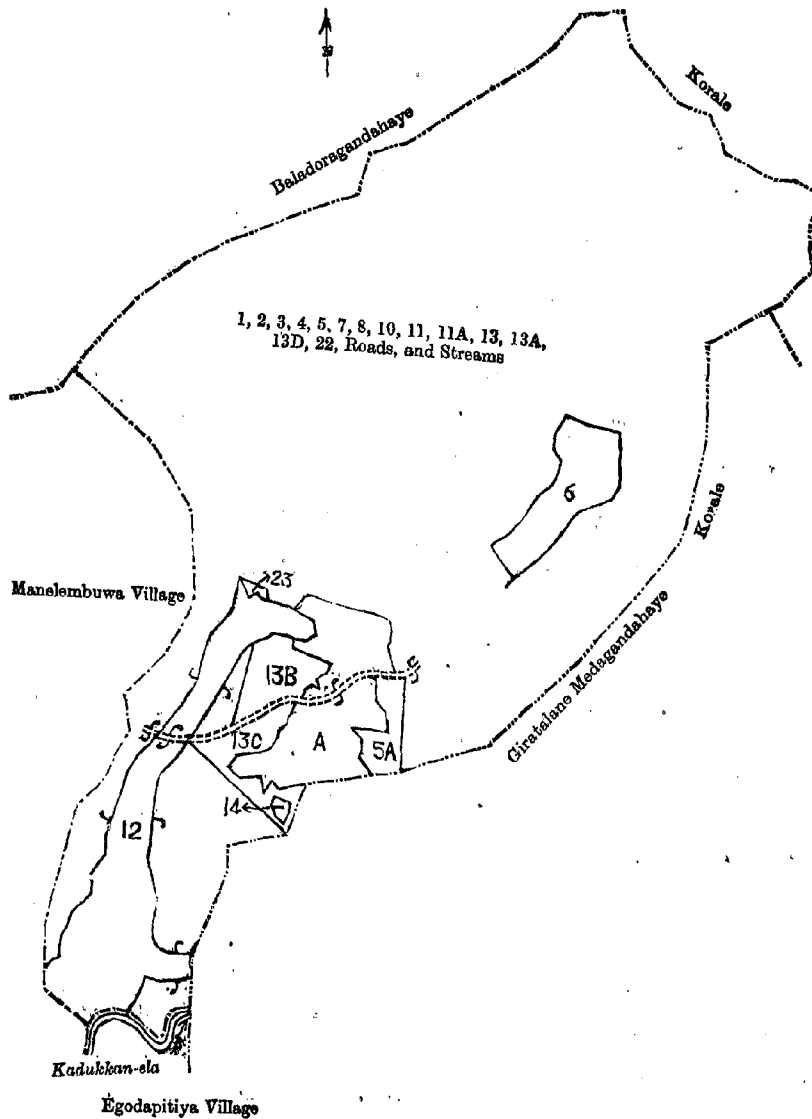 N
Korale
Baladoragandahaye
1, 2, 3, 4, 5, 7, 8, 10, 11, 11A, 13, 13A,
13D, 22, Roads, and Streams
6
Korale
Manelembuwa Village
23
13B
Giratalane Medagandahaye
13C
A
5A
14
12
Kadukkan-ela
Egodapitiya Village